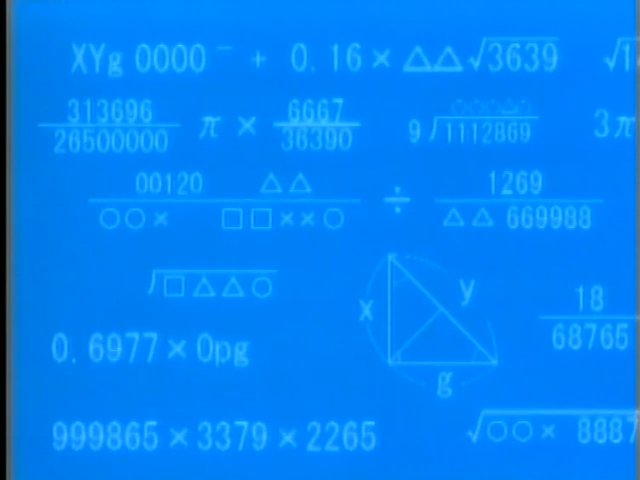 XYg 0000 ⁻ + 0.16 × △△√3639 √1
313696 6667 ○○○△○
π × 9 √1112869 3π
26500000 36390
00120 △△ ÷ 1269
○○× □□××○ △△ 669988
√□△△○
x y 18
0.6977 × 0pg 68765
g
999865 × 3379 × 2265 √○○× 8887